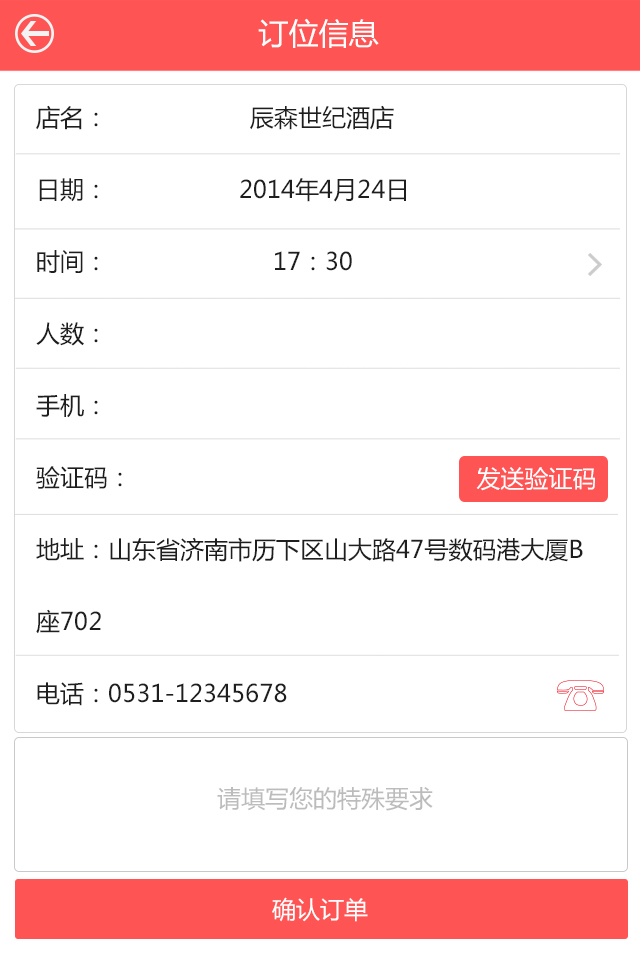 订位信息
店名： 辰森世纪酒店
日期： 2014年4月24日
时间： 17：30
人数：
手机：
验证码： 发送验证码
地址：山东省济南市历下区山大路47号数码港大厦B
座702
电话：0531-12345678
请填写您的特殊要求
确认订单